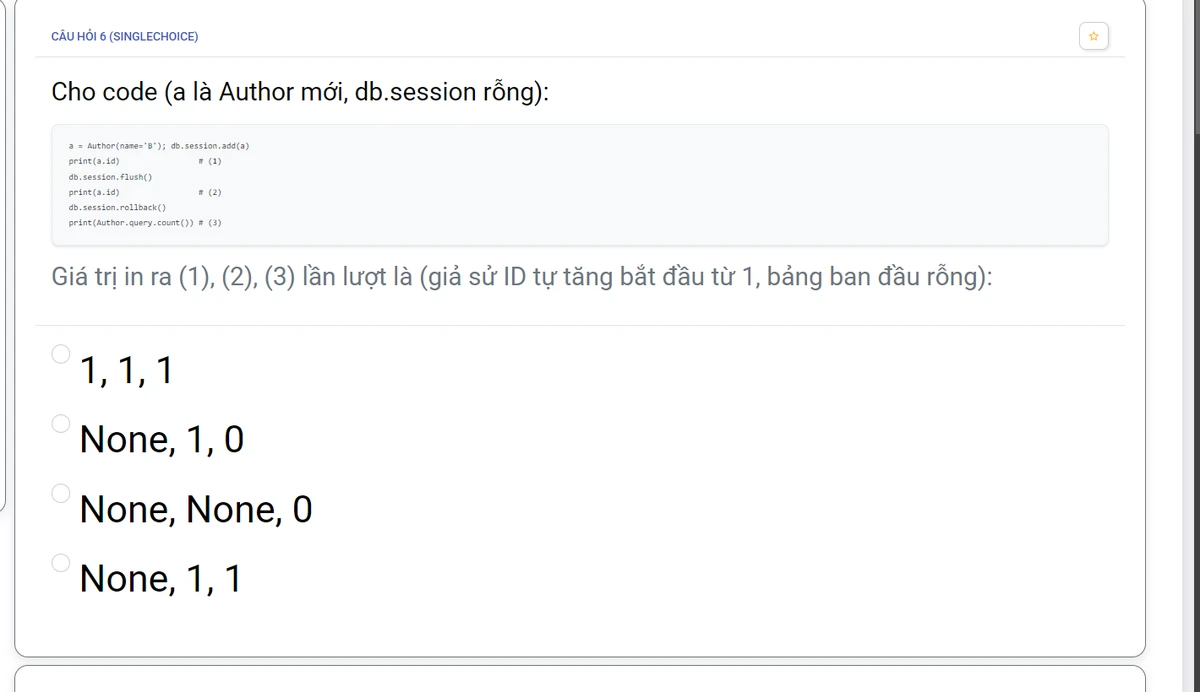 CÂU HỎI 6 (SINGLECHOICE)
Cho code (a là Author mới, db.session rỗng):
a = Author(name='B'); db.session.add(a)
print(a.id) # (1)
db.session.flush()
print(a.id) # (2)
db.session.rollback()
print(Author.query.count()) # (3)
Giá trị in ra (1), (2), (3) lần lượt là (giả sử ID tự tăng bắt đầu từ 1, bảng ban đầu rỗng):
1, 1, 1
None, 1, 0
None, None, 0
None, 1, 1